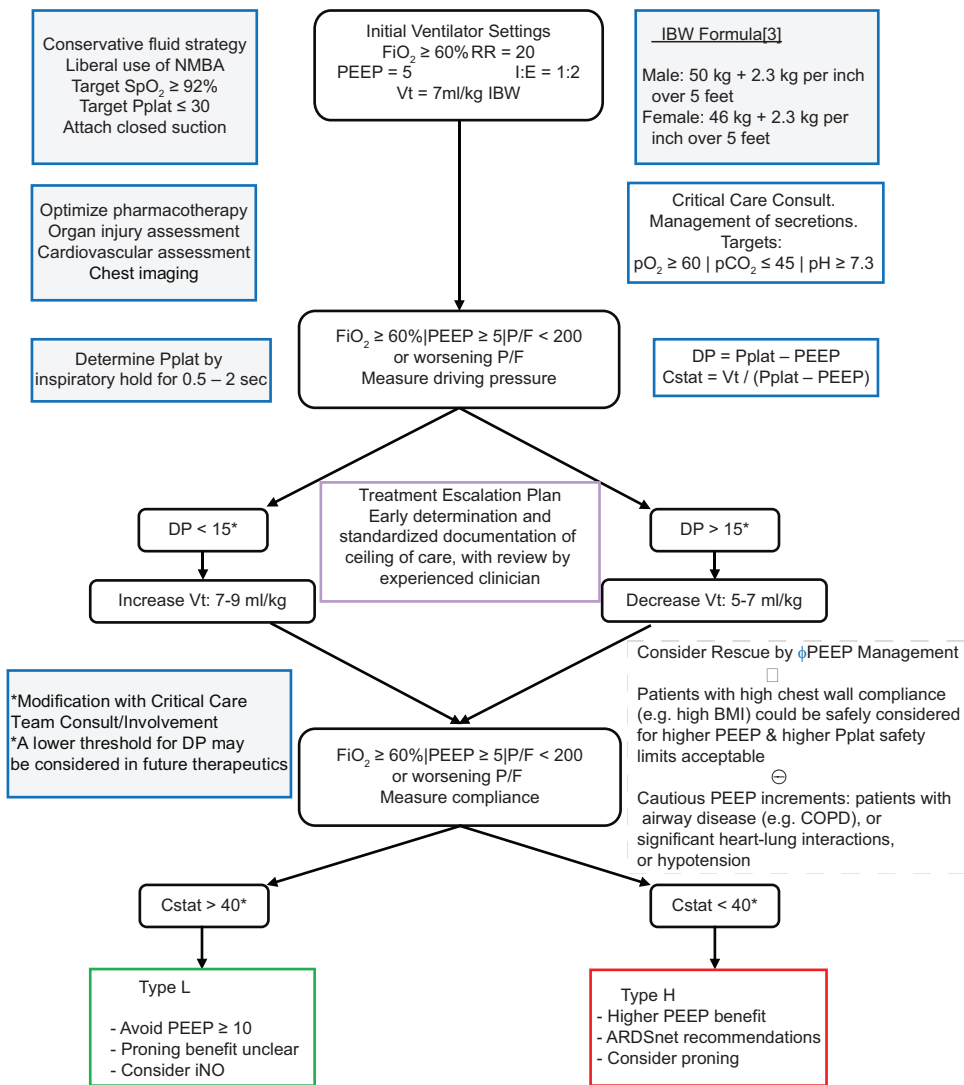 Conservative fluid strategy
Liberal use of NMBA
Target SpO₂ ≥ 92%
Target Pplat ≤ 30
Attach closed suction
Initial Ventilator Settings
FiO₂ ≥ 60% RR = 20
PEEP = 5 I:E = 1:2
Vt = 7ml/kg IBW
IBW Formula[3]
Male: 50 kg + 2.3 kg per inch
over 5 feet
Female: 46 kg + 2.3 kg per
inch over 5 feet
Optimize pharmacotherapy
Organ injury assessment
Cardiovascular assessment
Chest imaging
Critical Care Consult.
Management of secretions.
Targets:
pO₂ ≥ 60 | pCO₂ ≤ 45 | pH ≥ 7.3
Determine Pplat by
inspiratory hold for 0.5 – 2 sec
FiO₂ ≥ 60%|PEEP ≥ 5|P/F < 200
or worsening P/F
Measure driving pressure
DP = Pplat – PEEP
Cstat = Vt / (Pplat – PEEP)
DP < 15*
Treatment Escalation Plan
Early determination and
standardized documentation of
ceiling of care, with review by
experienced clinician
DP > 15*
Increase Vt: 7-9 ml/kg
Decrease Vt: 5-7 ml/kg
*Modification with Critical Care
Team Consult/Involvement
*A lower threshold for DP may
be considered in future therapeutics
FiO₂ ≥ 60%|PEEP ≥ 5|P/F < 200
or worsening P/F
Measure compliance
Consider Rescue by ϕPEEP Management
Patients with high chest wall compliance
(e.g. high BMI) could be safely considered
for higher PEEP & higher Pplat safety
limits acceptable
⊖
Cautious PEEP increments: patients with
airway disease (e.g. COPD), or
significant heart-lung interactions,
or hypotension
Cstat > 40*
Cstat < 40*
Type L
- Avoid PEEP ≥ 10
- Proning benefit unclear
- Consider iNO
Type H
- Higher PEEP benefit
- ARDSnet recommendations
- Consider proning